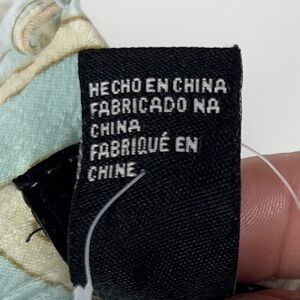 HECHO EN CHINA
FABRICADO NA
CHINA
FABRIQUÉ EN
CHINE